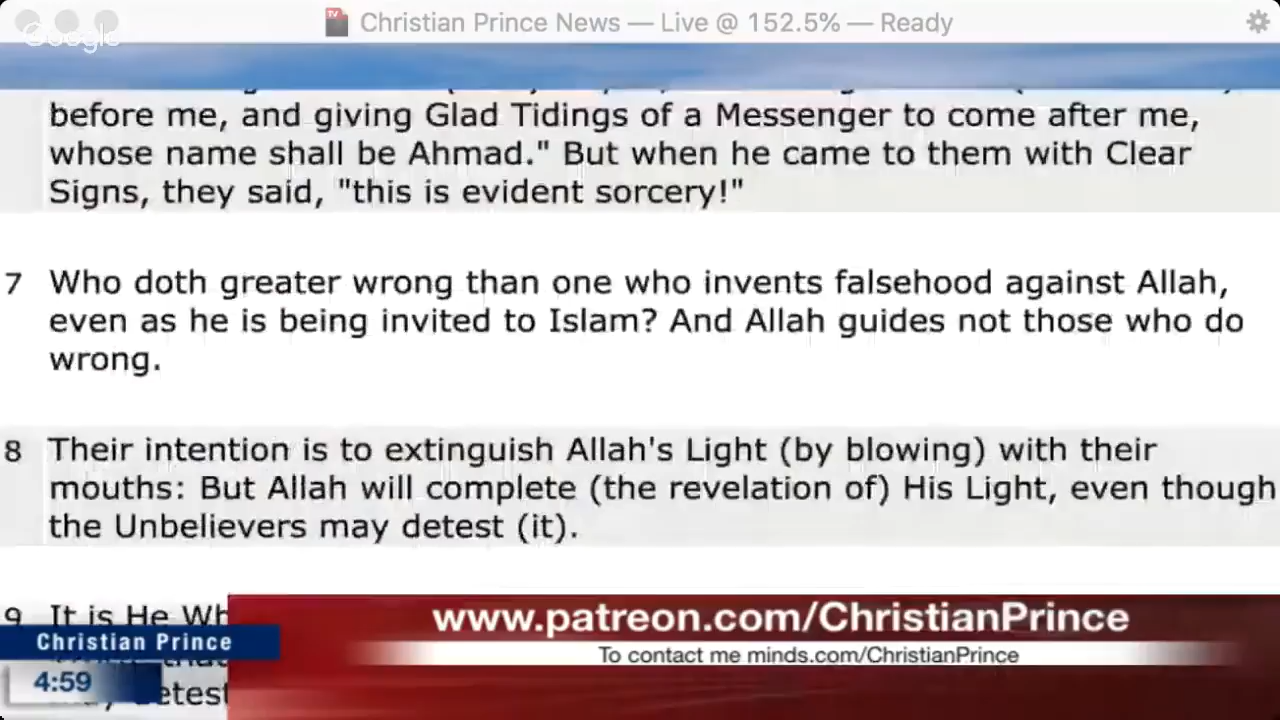 Christian Prince News — Live @ 152.5% — Ready
Google
before me, and giving Glad Tidings of a Messenger to come after me,
whose name shall be Ahmad." But when he came to them with Clear
Signs, they said, "this is evident sorcery!"
7 Who doth greater wrong than one who invents falsehood against Allah,
even as he is being invited to Islam? And Allah guides not those who do
wrong.
8 Their intention is to extinguish Allah's Light (by blowing) with their
mouths: But Allah will complete (the revelation of) His Light, even though
the Unbelievers may detest (it).
9 It is He
www.patreon.com/ChristianPrince
Christian Prince
To contact me minds.com/ChristianPrince
4:59